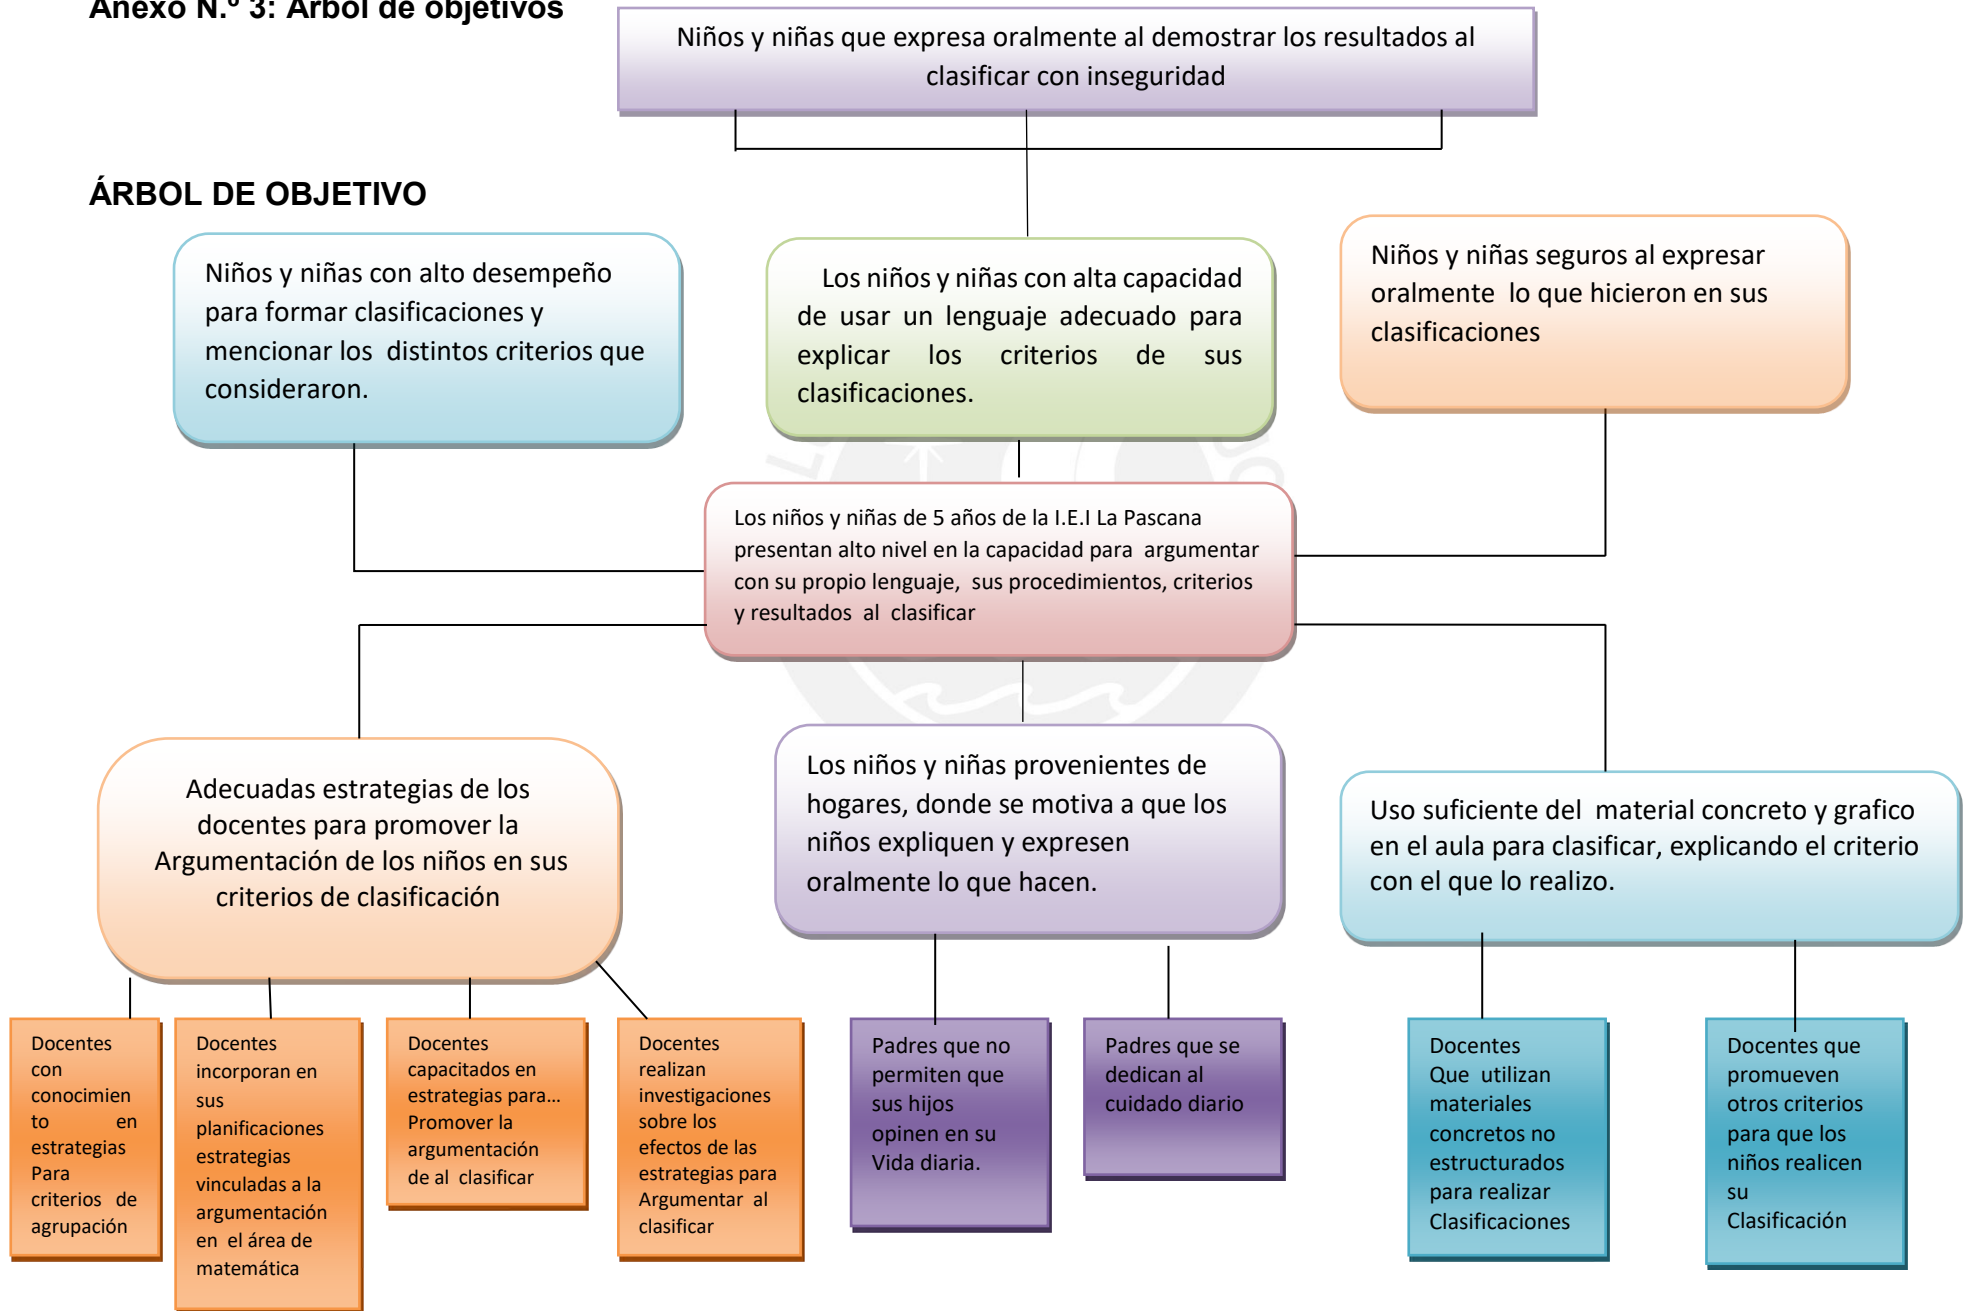 Anexo N.º 3: Árbol de objetivos
Niños y niñas que expresa oralmente al demostrar los resultados al
clasificar con inseguridad
ÁRBOL DE OBJETIVO
Niños y niñas con alto desempeño
para formar clasificaciones y
mencionar los distintos criterios que
consideraron.
Los niños y niñas con alta capacidad
de usar un lenguaje adecuado para
explicar los criterios de sus
clasificaciones.
Niños y niñas seguros al expresar
oralmente lo que hicieron en sus
clasificaciones
Los niños y niñas de 5 años de la I.E.I La Pascana
presentan alto nivel en la capacidad para argumentar
con su propio lenguaje, sus procedimientos, criterios
y resultados al clasificar
Adecuadas estrategias de los
docentes para promover la
Argumentación de los niños en sus
criterios de clasificación
Los niños y niñas provenientes de
hogares, donde se motiva a que los
niños expliquen y expresen
oralmente lo que hacen.
Uso suficiente del material concreto y grafico
en el aula para clasificar, explicando el criterio
con el que lo realizo.
Docentes
con
conocimien
to en
estrategias
Para
criterios de
agrupación
Docentes
incorporan en
sus
planificaciones
estrategias
vinculadas a la
argumentación
en el área de
matemática
Docentes
capacitados en
estrategias para…
Promover la
argumentación
de al clasificar
Docentes
realizan
investigaciones
sobre los
efectos de las
estrategias para
Argumentar al
clasificar
Padres que no
permiten que
sus hijos
opinen en su
Vida diaria.
Padres que se
dedican al
cuidado diario
Docentes
Que utilizan
materiales
concretos no
estructurados
para realizar
Clasificaciones
Docentes que
promueven
otros criterios
para que los
niños realicen
su
Clasificación